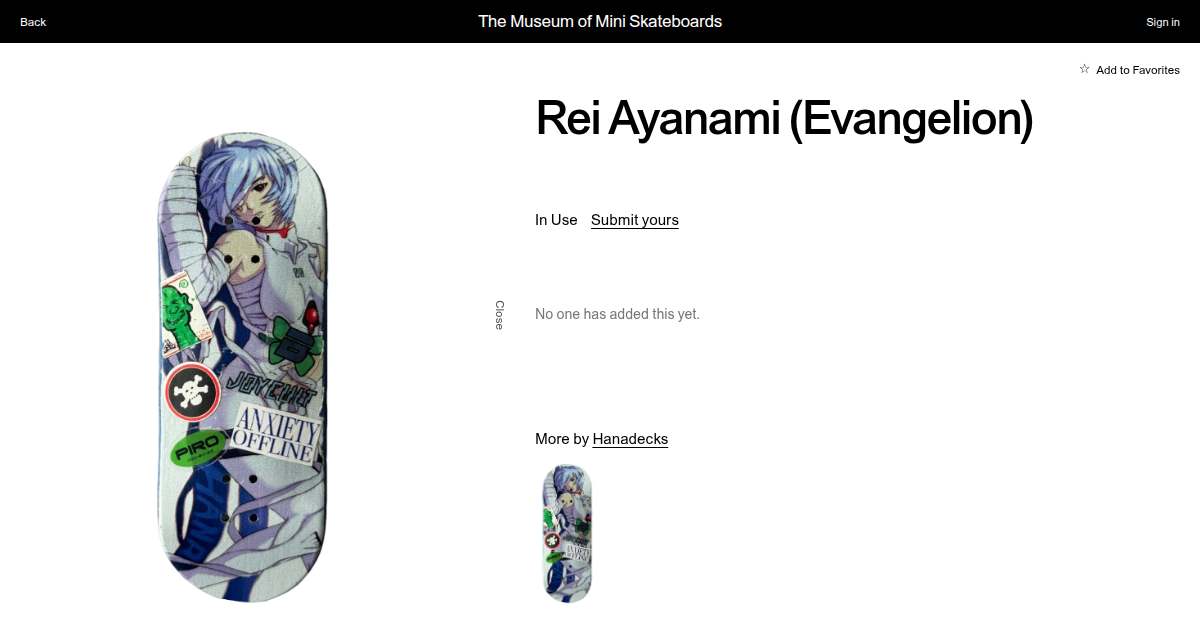 Back
The Museum of Mini Skateboards
Sign in
☆ Add to Favorites
Rei Ayanami (Evangelion)
In Use Submit yours
Close
No one has added this yet.
JOYCULT
ANXIETY
OFFLINE
PIRO
HANA
More by Hanadecks